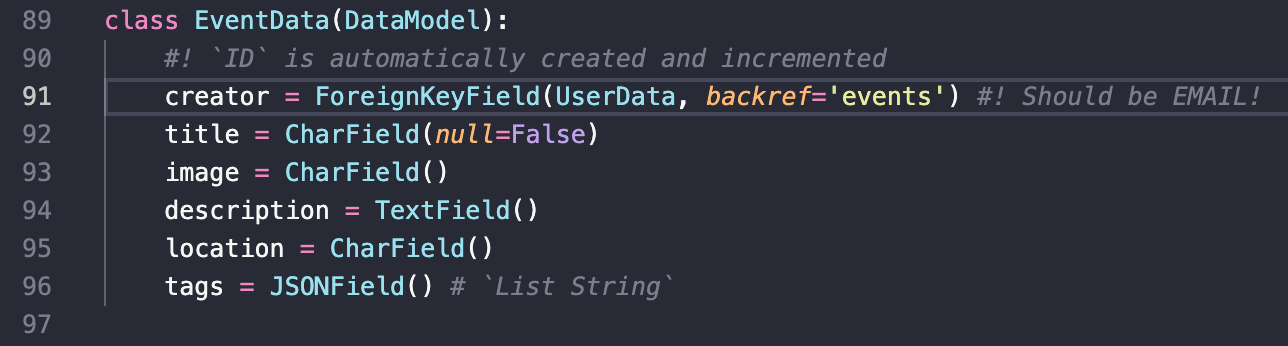 89 class EventData(DataModel):
90 #! `ID` is automatically created and incremented
91 creator = ForeignKeyField(UserData, backref='events') #! Should be EMAIL!
92 title = CharField(null=False)
93 image = CharField()
94 description = TextField()
95 location = CharField()
96 tags = JSONField() # `List String`
97